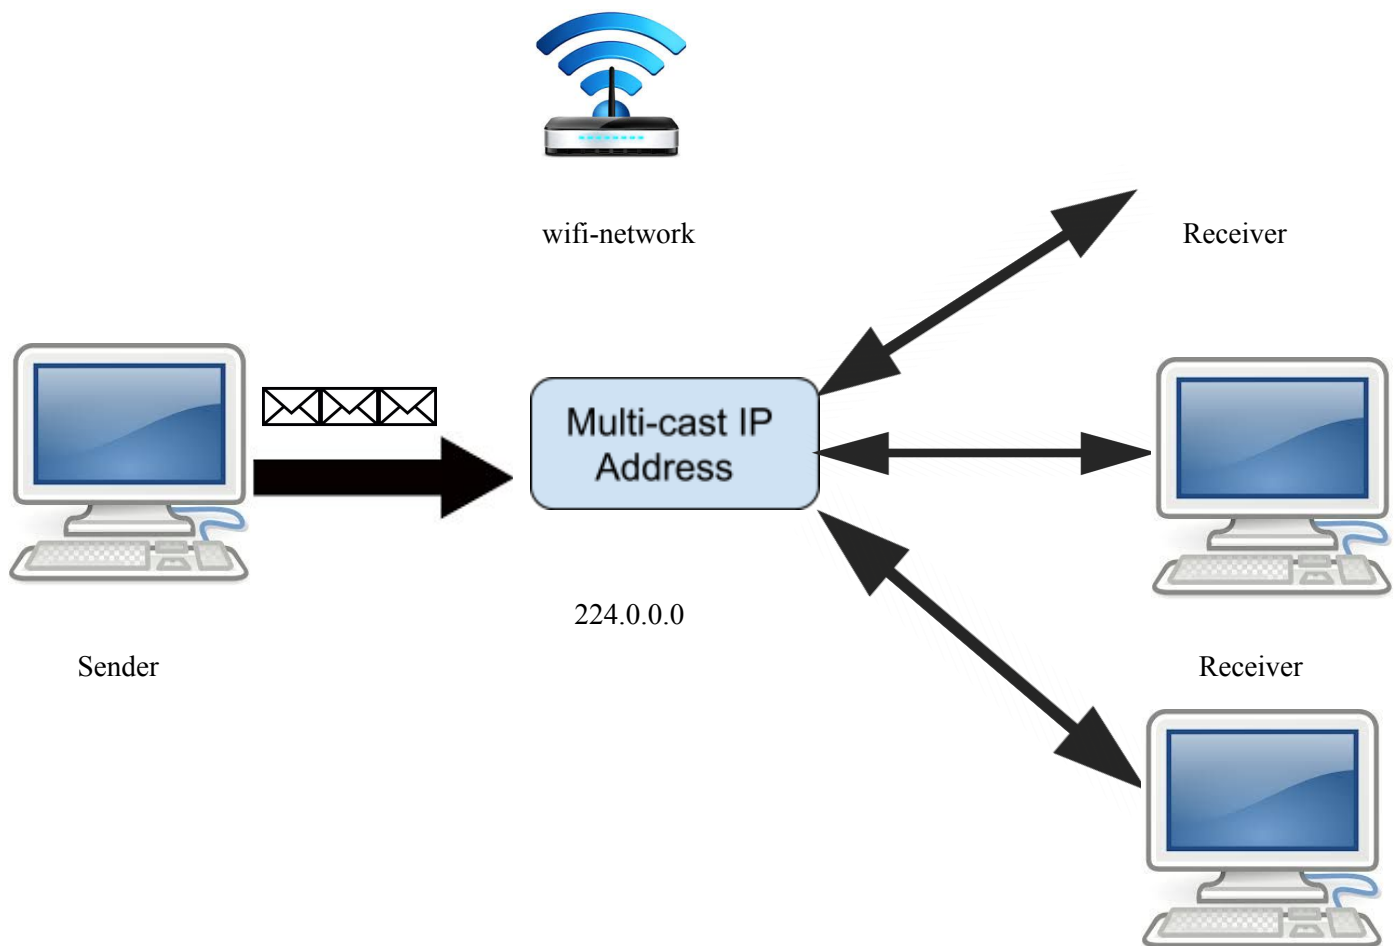 wifi-network
Receiver
Multi-cast IP
Address
224.0.0.0
Sender
Receiver